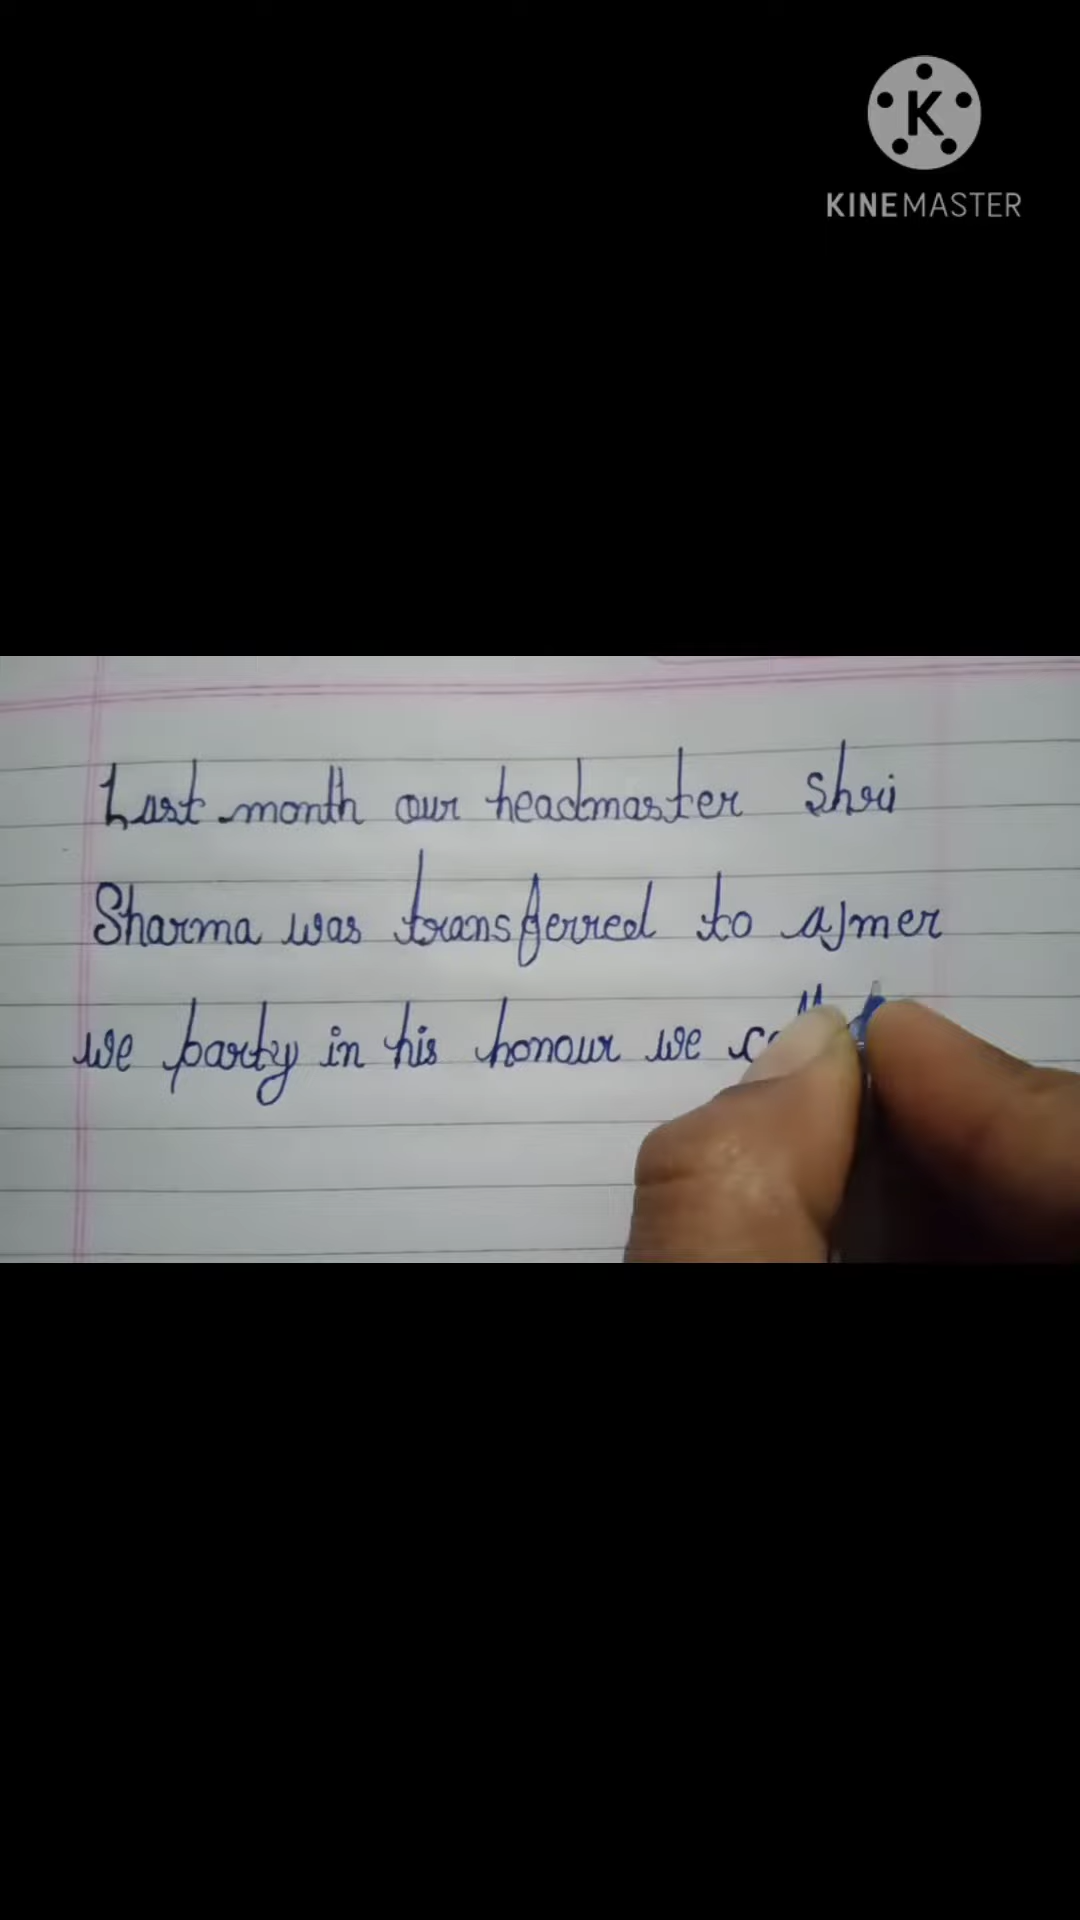 K
KINEMASTER
Last month our headmaster Shri
Sharma was transferred to ajmer
we party in his honour we